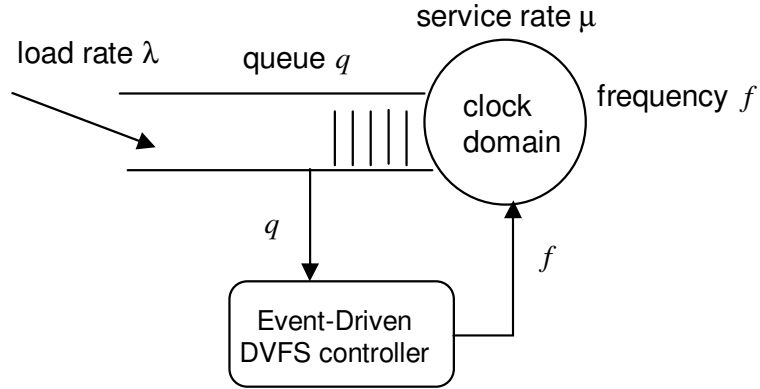 service rate μ
load rate λ
queue q
frequency f
clock
domain
q
f
Event-Driven
DVFS controller